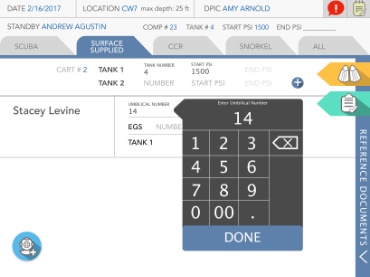 DATE 2/16/2017 LOCATION CW7 max depth: 25 ft DPIC AMY ARNOLD
STANDBY ANDREW AGUSTIN COMP # 23 TANK # 4 START PSI 1500 END PSI ________
SCUBA SURFACE SUPPLIED CCR SNORKEL ALL
CART # 2 TANK 1 TANK NUMBER 4 START PSI 1500 END PSI
TANK 2 NUMBER START PSI END PSI
Stacey Levine
UMBILICAL NUMBER
14
EGS NUMBE
TANK 1
Enter Umbilical Number
14
1 2 3
4 5 6
7 8 9
0 00 .
DONE
REFERENCE DOCUMENTS